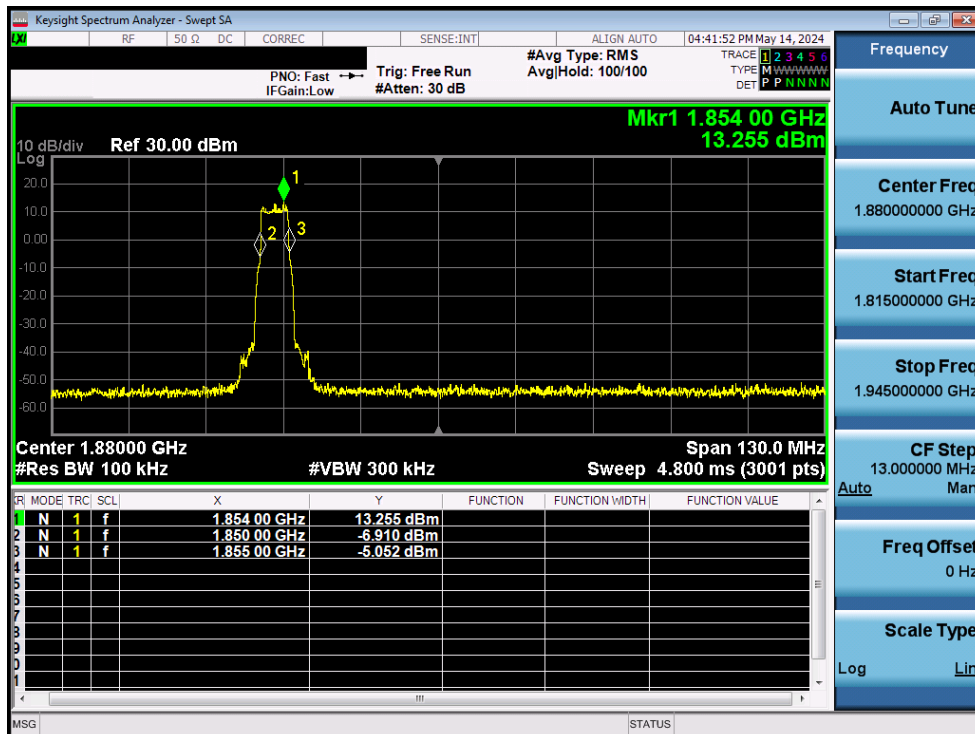 Keysight Spectrum Analyzer - Swept SA
LXI RF 50 Ω DC CORREC SENSE:INT ALIGN AUTO 04:41:52 PM May 14, 2024
PNO: Fast
IFGain:Low
Trig: Free Run
#Atten: 30 dB
#Avg Type: RMS
Avg|Hold: 100/100
TRACE 1 2 3 4 5 6
TYPE M W W W W W
DET P P N N N N
Mkr1 1.854 00 GHz
13.255 dBm
10 dB/div Ref 30.00 dBm
Log
20.0
10.0
0.00
-10.0
-20.0
-30.0
-40.0
-50.0
-60.0
1
2
3
Center 1.88000 GHz Span 130.0 MHz
#Res BW 100 kHz #VBW 300 kHz Sweep 4.800 ms (3001 pts)
MODE TRC SCL X Y FUNCTION FUNCTION WIDTH FUNCTION VALUE
1 N 1 f 1.854 00 GHz 13.255 dBm
2 N 1 f 1.850 00 GHz -6.910 dBm
3 N 1 f 1.855 00 GHz -5.052 dBm
4
5
6
7
8
9
MSG STATUS
Frequency
Auto Tune
Center Freq
1.880000000 GHz
Start Freq
1.815000000 GHz
Stop Freq
1.945000000 GHz
CF Step
13.000000 MHz
Auto Man
Freq Offset
0 Hz
Scale Type
Log Lin